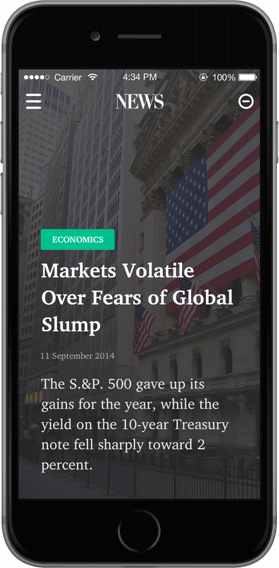 Carrier 4:34 PM 100%
NEWS
ECONOMICS
Markets Volatile
Over Fears of Global
Slump
11 September 2014
The S.&P. 500 gave up its
gains for the year, while the
yield on the 10-year Treasury
note fell sharply toward 2
percent.